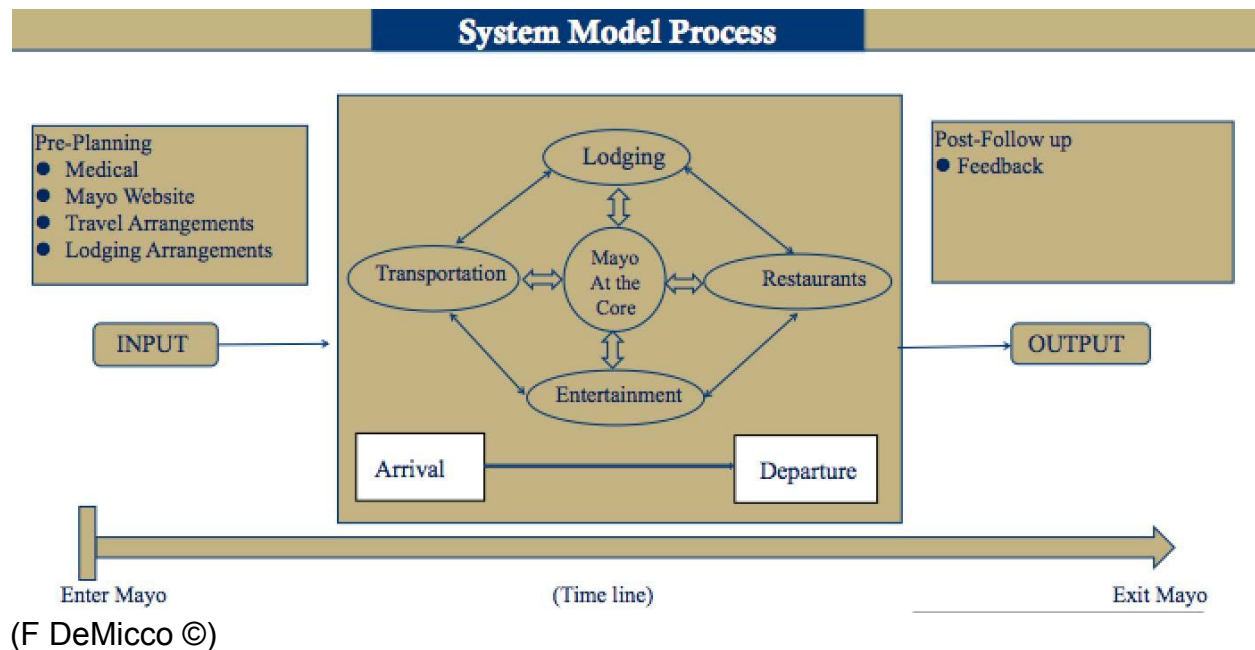 System Model Process
Pre-Planning
● Medical
● Mayo Website
● Travel Arrangements
● Lodging Arrangements
INPUT
Lodging
Transportation
Mayo
At the
Core
Restaurants
Entertainment
Arrival
Departure
Post-Follow up
● Feedback
OUTPUT
Enter Mayo
(Time line)
Exit Mayo
(F DeMicco ©)